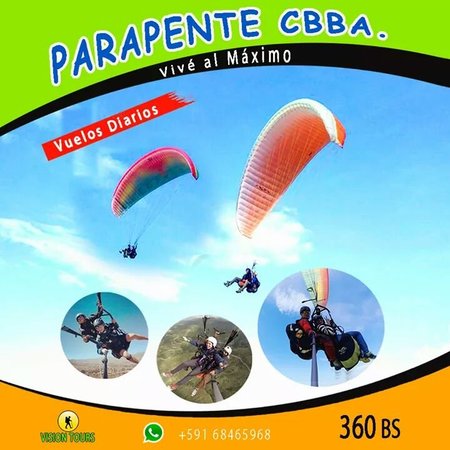 PARAPENTE CBBA.
Vivé al Máximo
Vuelos Diarios
VISION TOURS
+591 68465968
360 BS